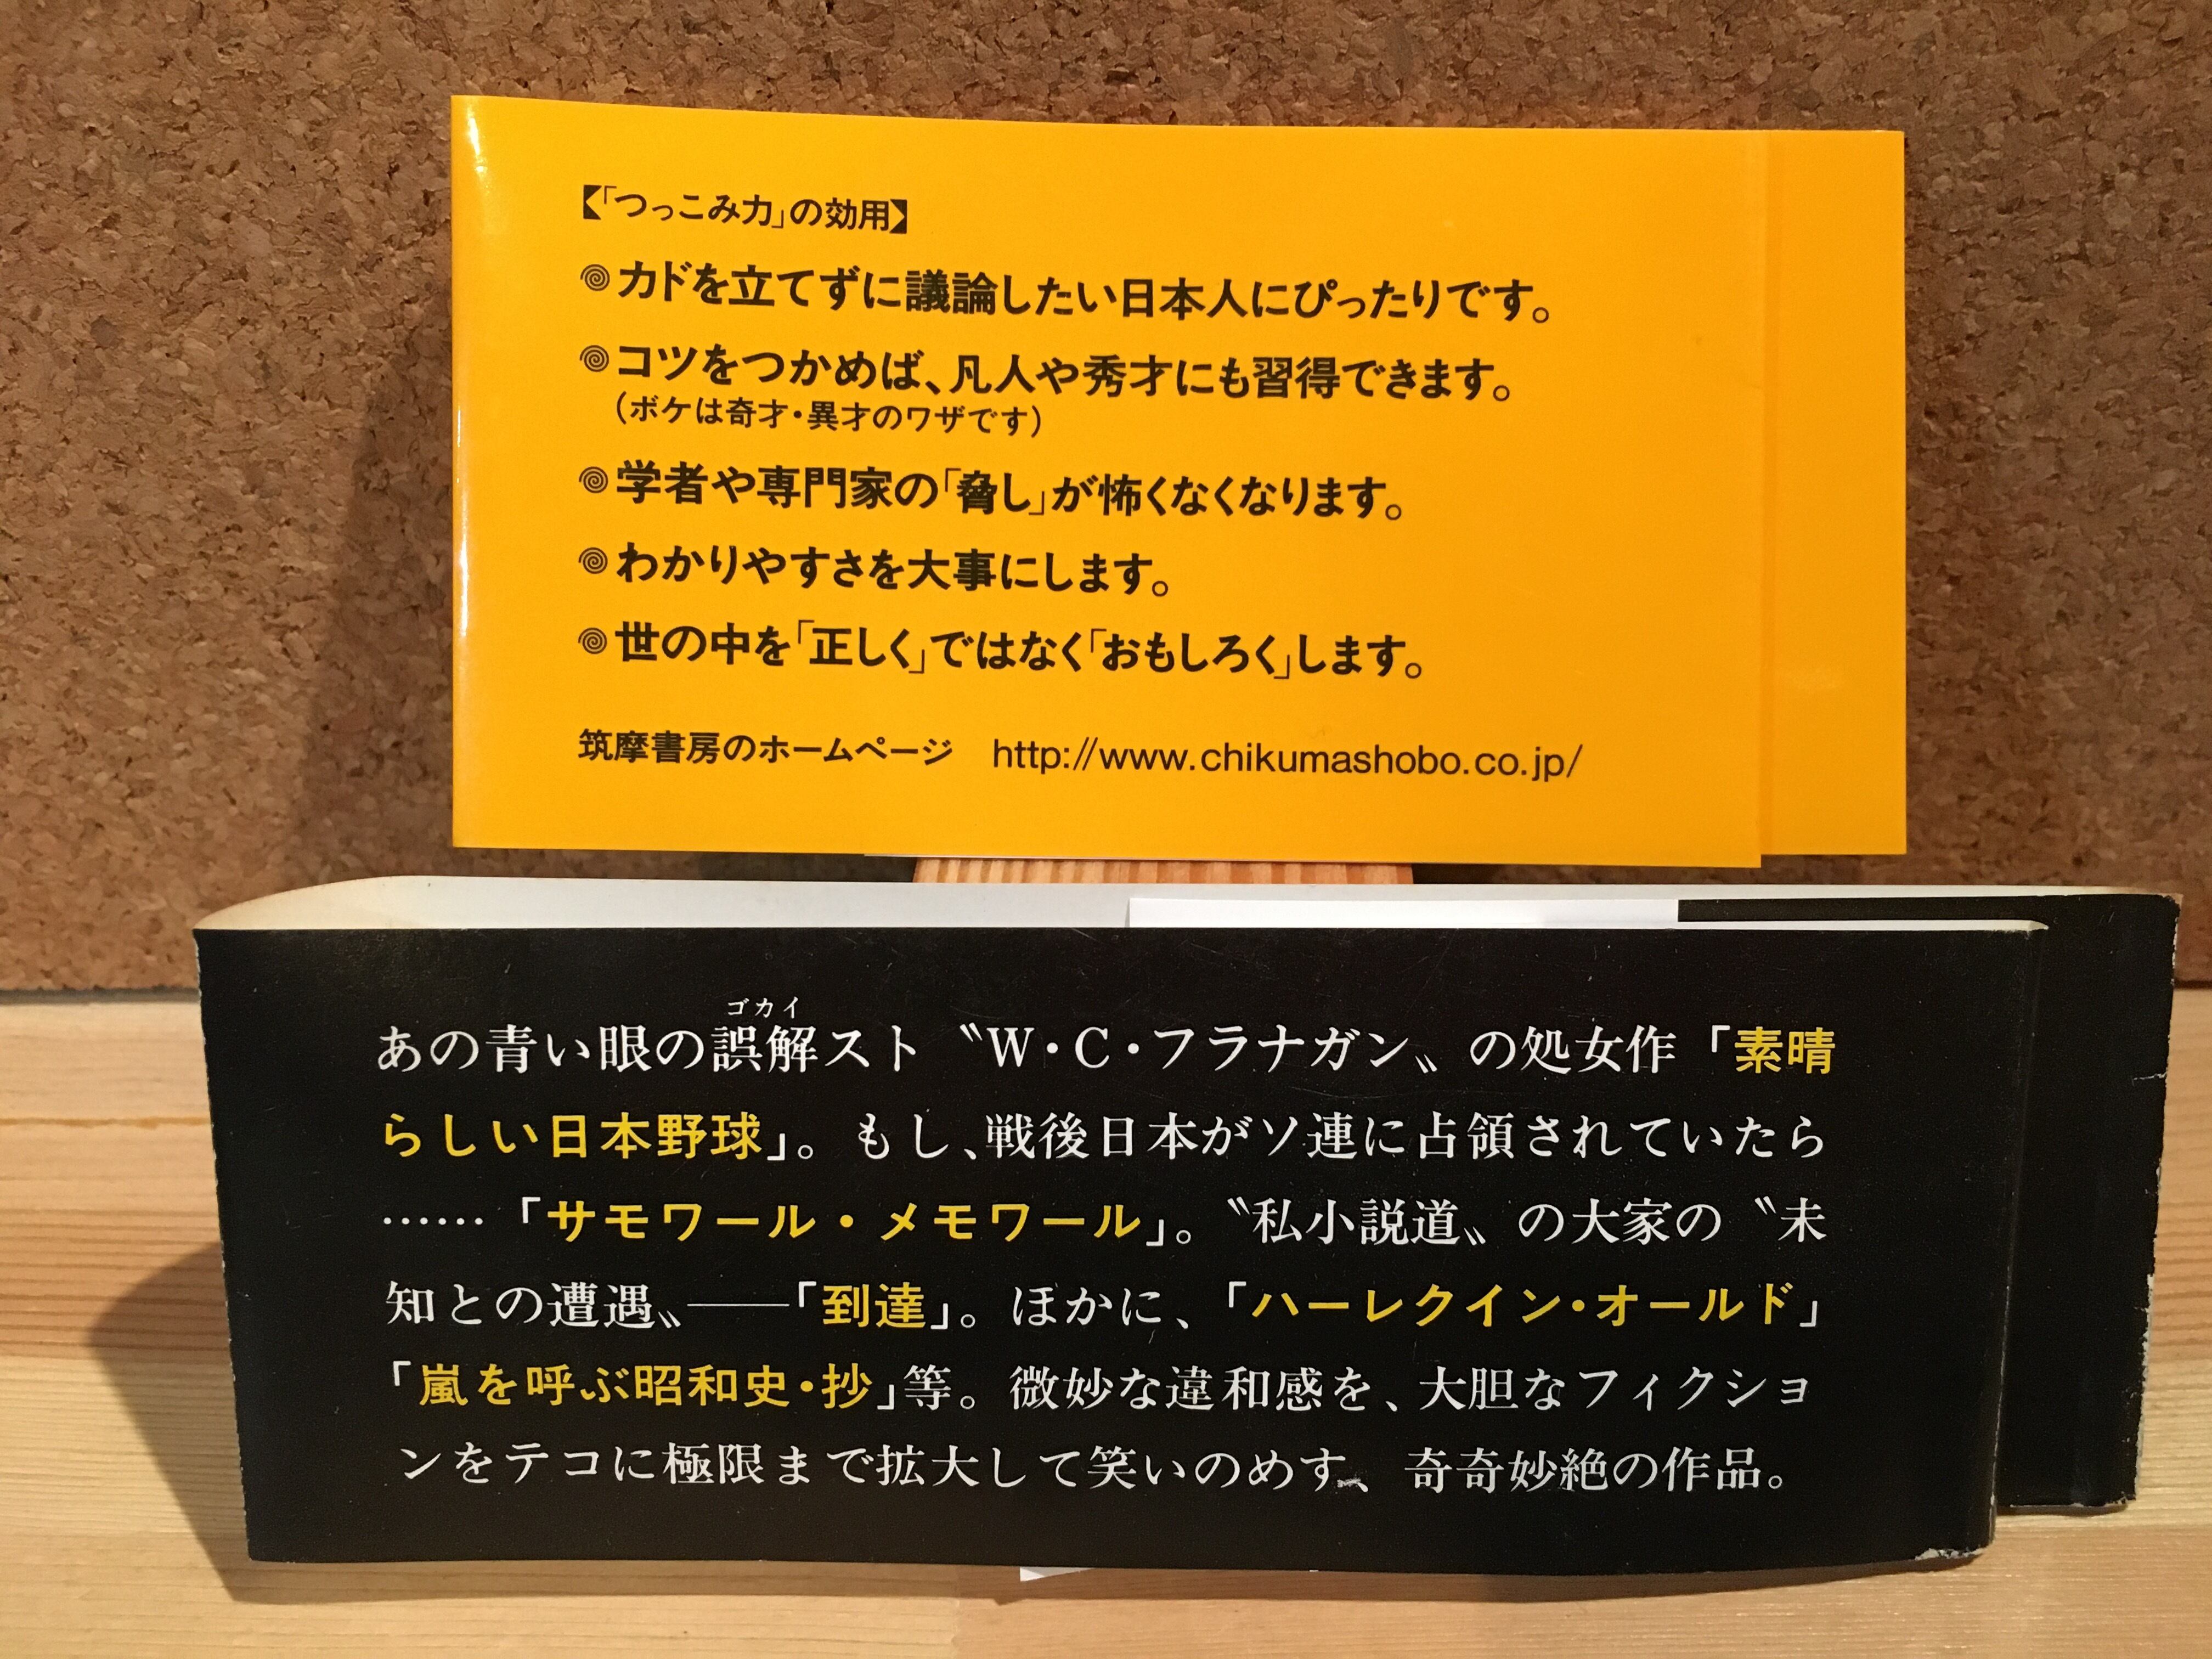 【「つっこみ力」の効用】
カドを立てずに議論したい日本人にぴったりです。
コツをつかめば、凡人や秀才にも習得できます。
(ボケは奇才・異才のワザです)
学者や専門家の「脅し」が怖くなくなります。
わかりやすさを大事にします。
世の中を「正しく」ではなく「おもしろく」します。
筑摩書房のホームページ http://www.chikumashobo.co.jp/
ゴカイ
あの青い眼の誤解スト〝W・C・フラナガン〟の処女作「素晴
らしい日本野球」。もし、戦後日本がソ連に占領されていたら
……「サモワール・メモワール」。〝私小説道〟の大家の〝未
知との遭遇〟──「到達」。ほかに、「ハーレクイン・オールド」
「嵐を呼ぶ昭和史・抄」等。微妙な違和感を、大胆なフィクショ
ンをテコに極限まで拡大して笑いのめす、奇奇妙絶の作品。